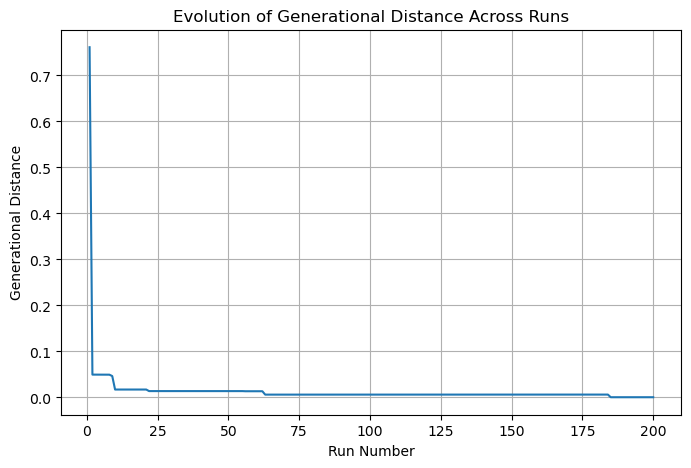 Evolution of Generational Distance Across Runs
Generational Distance
0.7
0.6
0.5
0.4
0.3
0.2
0.1
0.0
0 25 50 75 100 125 150 175 200
Run Number